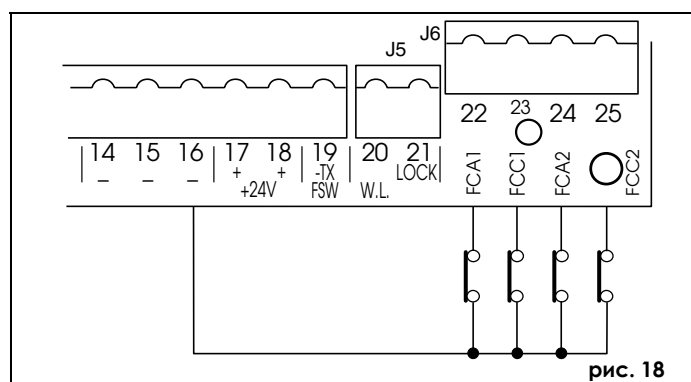 J6
J5
22 23 24 25
14 15 16 17 18 19 20 21
– – – + + -TX LOCK
+24V FSW W.L.
FCA1 FCC1 FCA2 FCC2
рис. 18